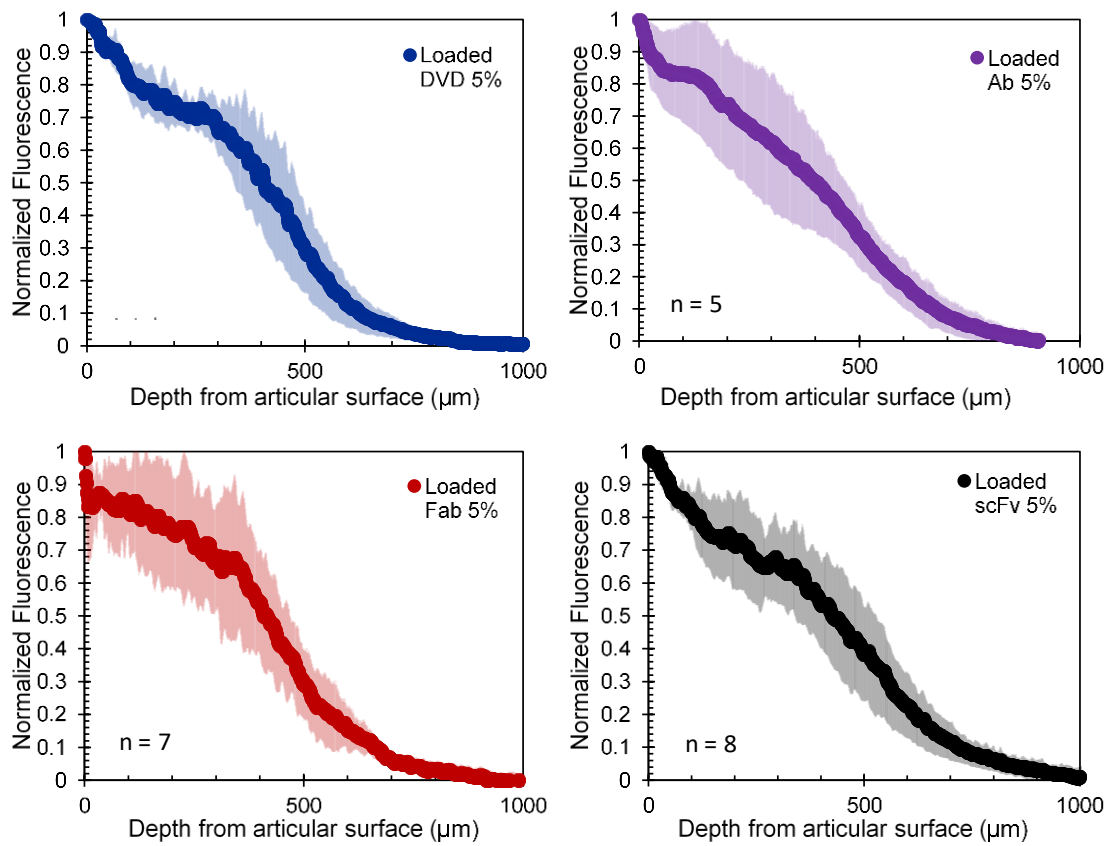 Normalized Fluorescence
1
0.9
0.8
0.7
0.6
0.5
0.4
0.3
0.2
0.1
0
Loaded
DVD 5%
0 500 1000
Depth from articular surface (µm)
Normalized Fluorescence
1
0.9
0.8
0.7
0.6
0.5
0.4
0.3
0.2
0.1
0
Loaded
Ab 5%
n = 5
0 500 1000
Depth from articular surface (µm)
Normalized Fluorescence
1
0.9
0.8
0.7
0.6
0.5
0.4
0.3
0.2
0.1
0
Loaded
Fab 5%
n = 7
0 500 1000
Depth from articular surface (µm)
Normalized Fluorescence
1
0.9
0.8
0.7
0.6
0.5
0.4
0.3
0.2
0.1
0
Loaded
scFv 5%
n = 8
0 500 1000
Depth from articular surface (µm)